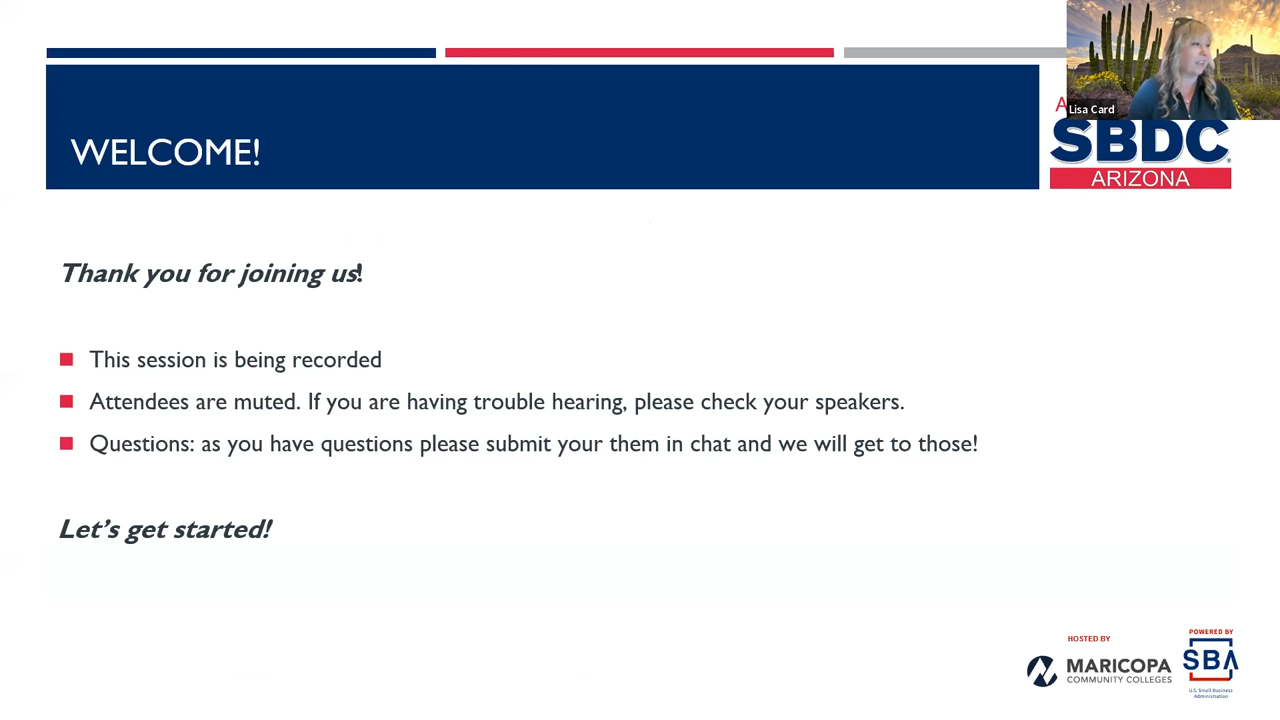 Lisa Card
A
WELCOME!
SBDC
ARIZONA
Thank you for joining us!
This session is being recorded
Attendees are muted. If you are having trouble hearing, please check your speakers.
Questions: as you have questions please submit your them in chat and we will get to those!
Let’s get started!
HOSTED BY
MARICOPA
COMMUNITY COLLEGES
POWERED BY
SBA
U.S. Small Business
Administration